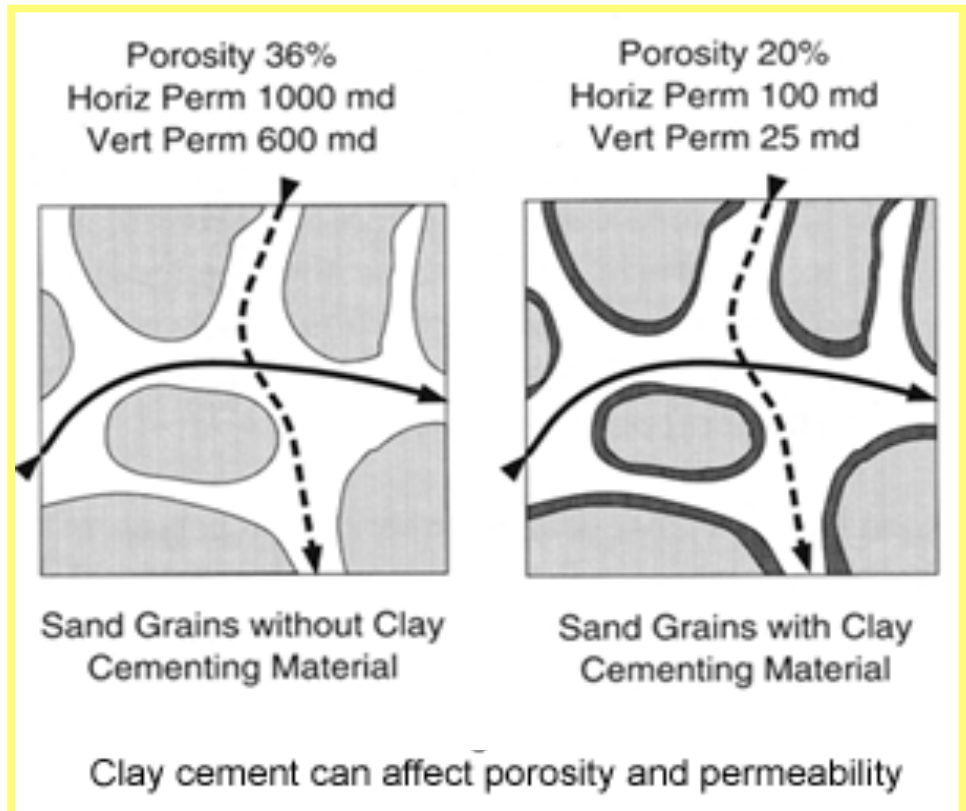 Porosity 36%
Horiz Perm 1000 md
Vert Perm 600 md
Porosity 20%
Horiz Perm 100 md
Vert Perm 25 md
Sand Grains without Clay
Cementing Material
Sand Grains with Clay
Cementing Material
Clay cement can affect porosity and permeability